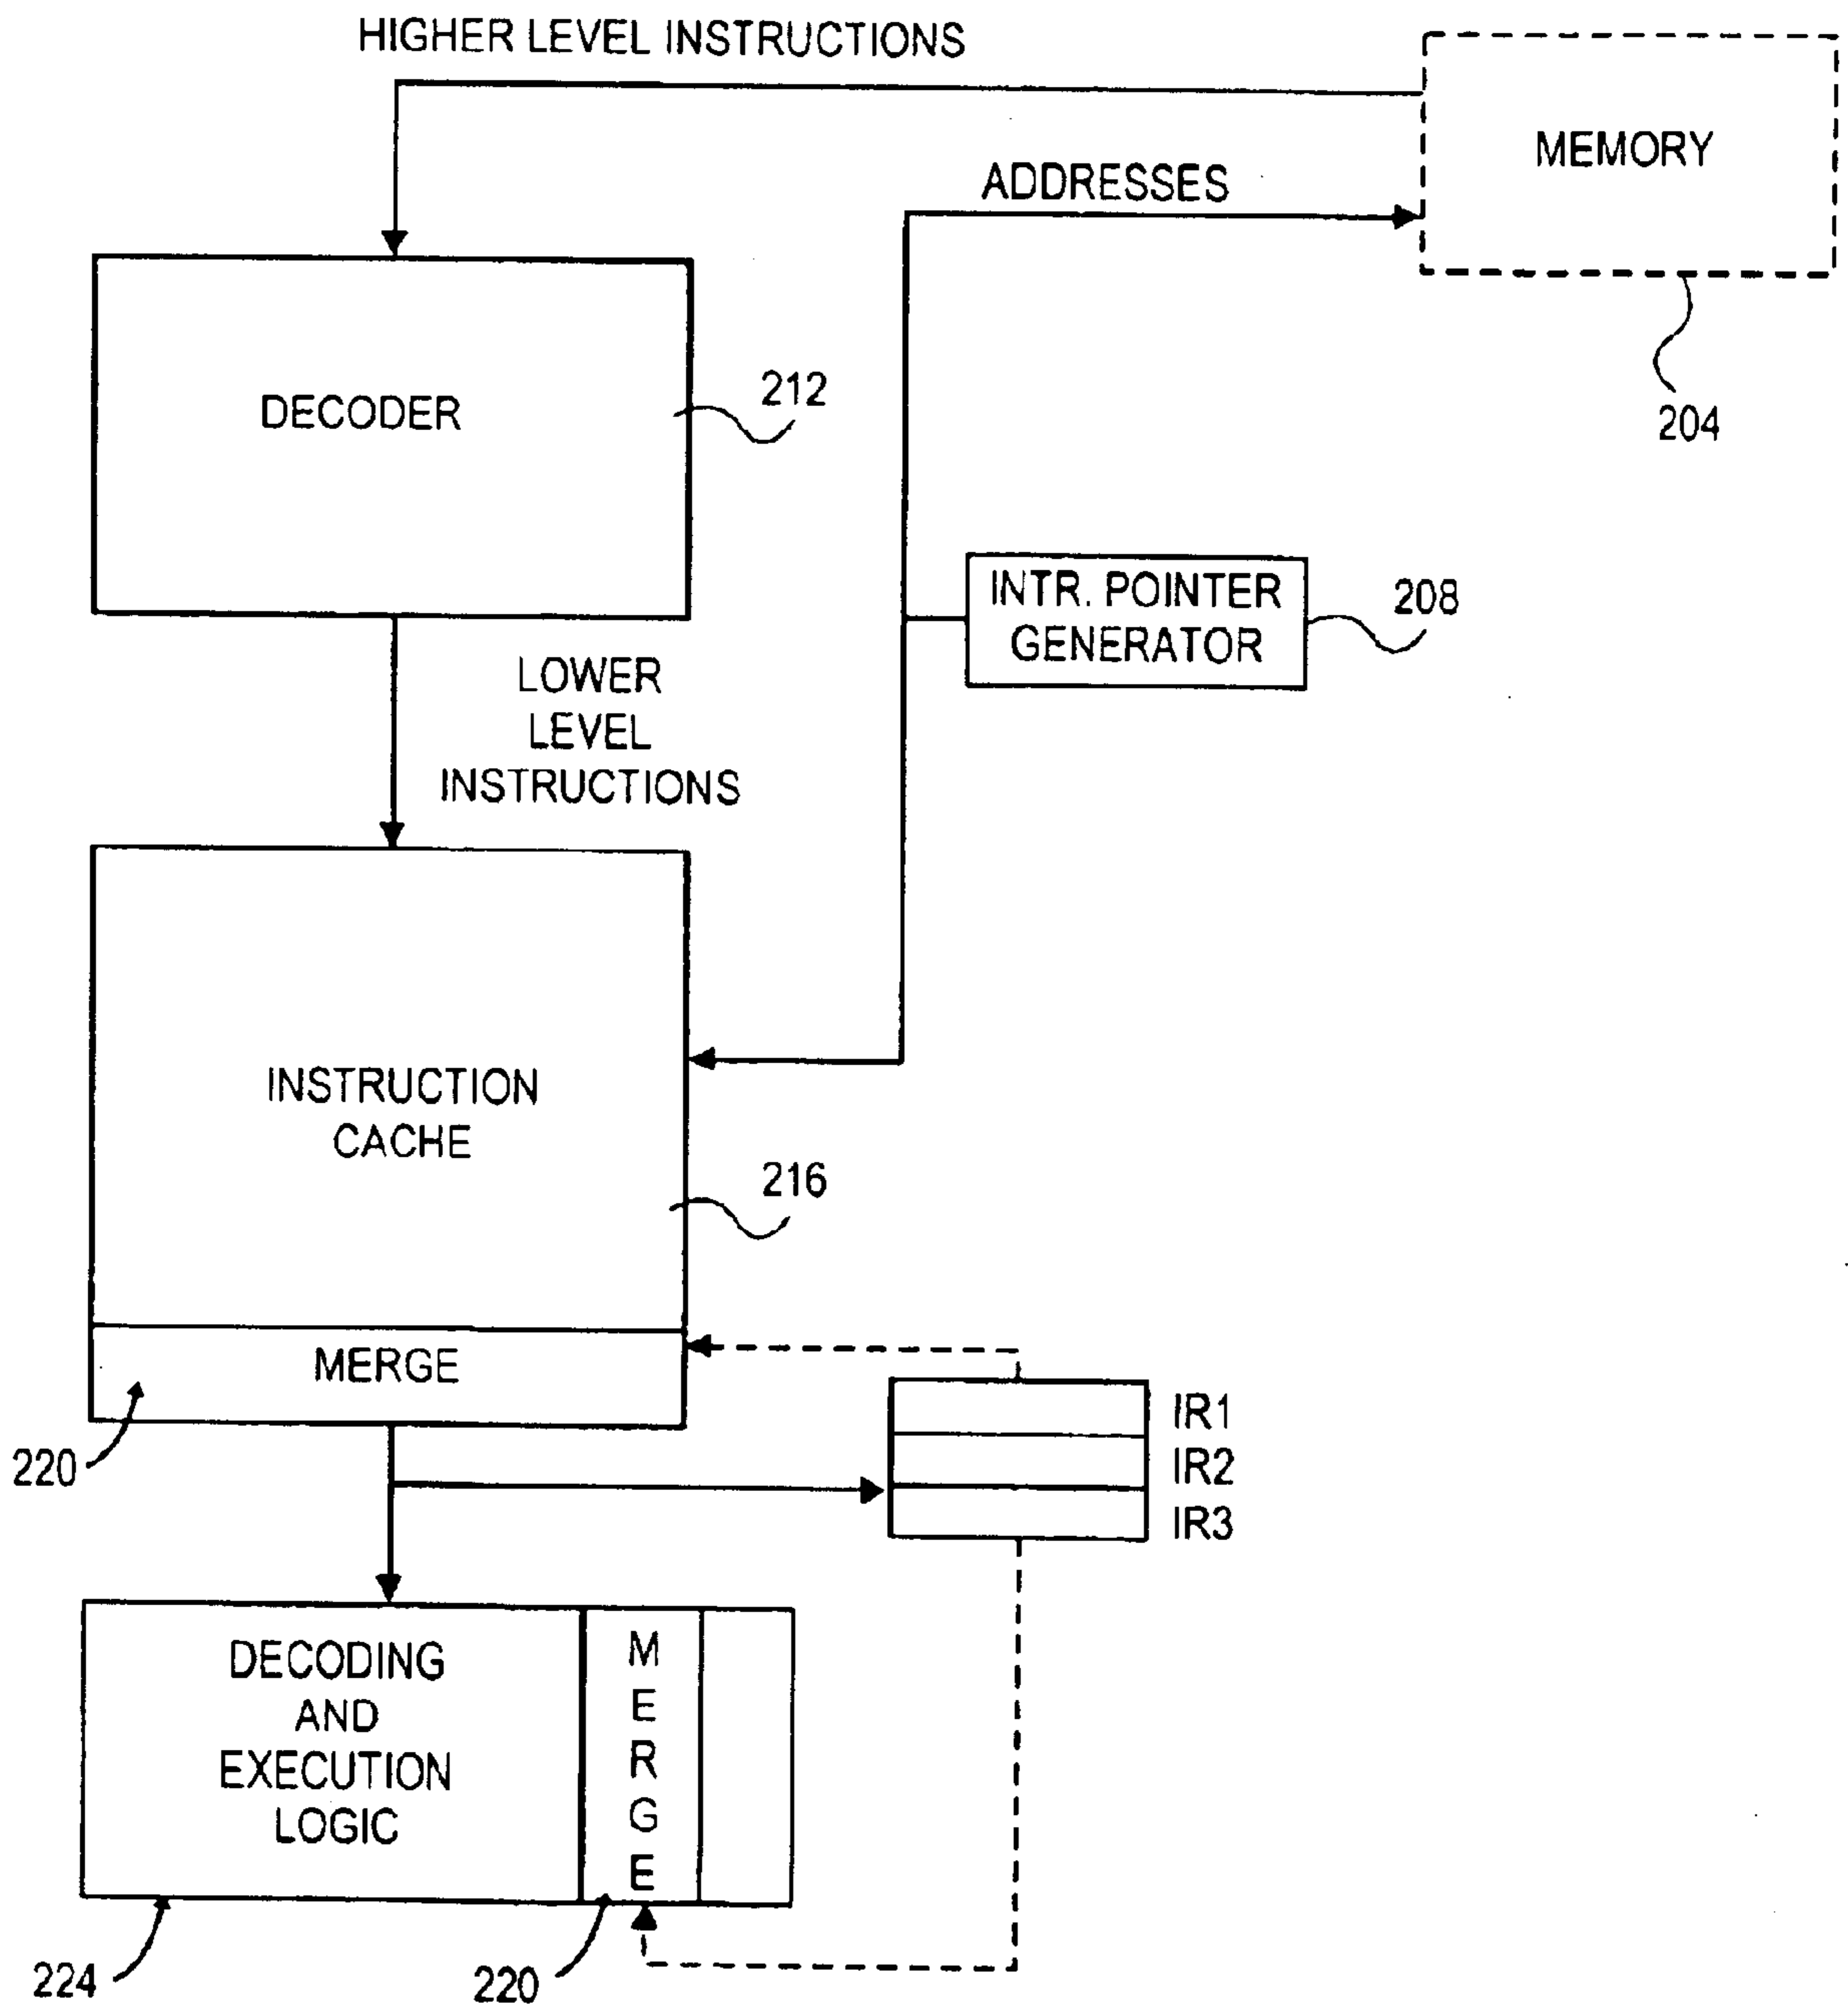 HIGHER LEVEL INSTRUCTIONS
MEMORY
ADDRESSES
204
DECODER
212
INTR. POINTER
GENERATOR
208
LOWER
LEVEL
INSTRUCTIONS
INSTRUCTION
CACHE
216
MERGE
220
IR1
IR2
IR3
DECODING
AND
EXECUTION
LOGIC
MERGE
224
220